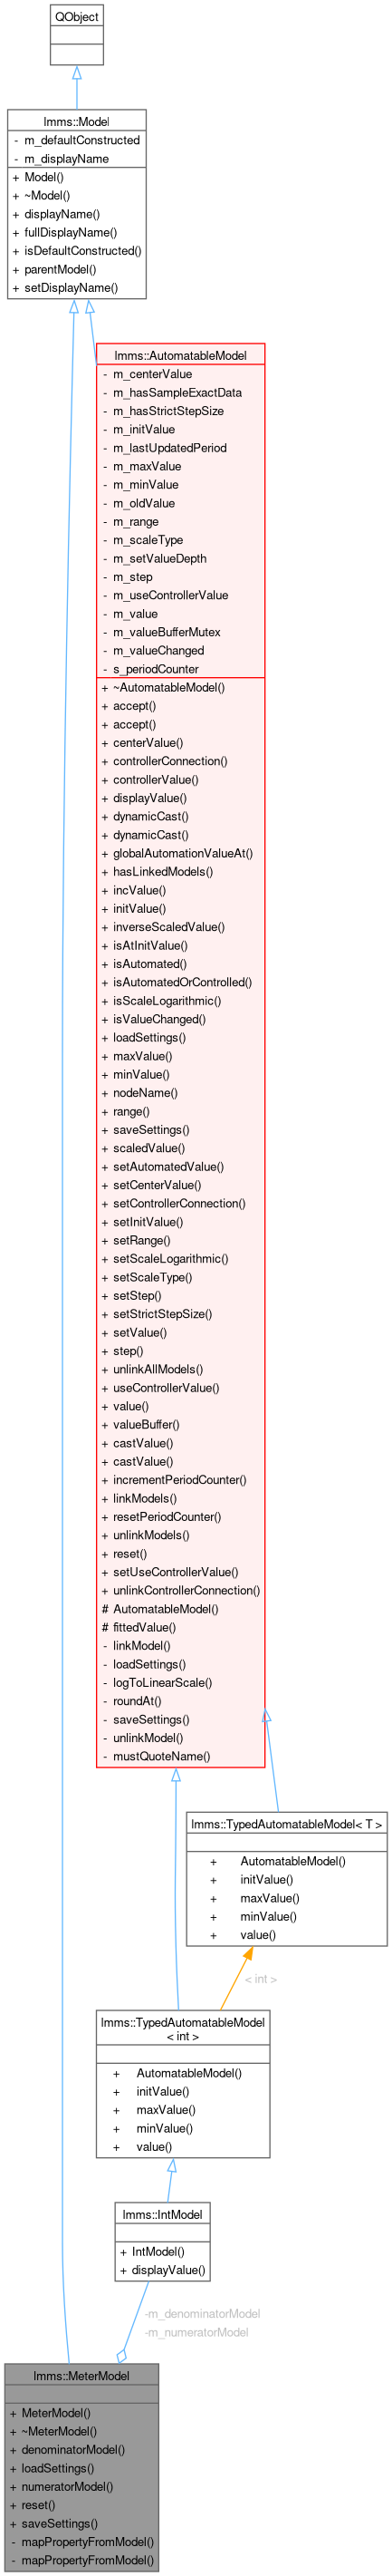 QObject
lmms::Model
- m_defaultConstructed
- m_displayName
+ Model()
+ ~Model()
+ displayName()
+ fullDisplayName()
+ isDefaultConstructed()
+ parentModel()
+ setDisplayName()
lmms::AutomatableModel
- m_centerValue
- m_hasSampleExactData
- m_hasStrictStepSize
- m_initValue
- m_lastUpdatedPeriod
- m_maxValue
- m_minValue
- m_oldValue
- m_range
- m_scaleType
- m_setValueDepth
- m_step
- m_useControllerValue
- m_value
- m_valueBufferMutex
- m_valueChanged
- s_periodCounter
+ ~AutomatableModel()
+ accept()
+ accept()
+ centerValue()
+ controllerConnection()
+ controllerValue()
+ displayValue()
+ dynamicCast()
+ dynamicCast()
+ globalAutomationValueAt()
+ hasLinkedModels()
+ incValue()
+ initValue()
+ inverseScaledValue()
+ isAtInitValue()
+ isAutomated()
+ isAutomatedOrControlled()
+ isScaleLogarithmic()
+ isValueChanged()
+ loadSettings()
+ maxValue()
+ minValue()
+ nodeName()
+ range()
+ saveSettings()
+ scaledValue()
+ setAutomatedValue()
+ setCenterValue()
+ setControllerConnection()
+ setInitValue()
+ setRange()
+ setScaleLogarithmic()
+ setScaleType()
+ setStep()
+ setStrictStepSize()
+ setValue()
+ step()
+ unlinkAllModels()
+ useControllerValue()
+ value()
+ valueBuffer()
+ castValue()
+ castValue()
+ incrementPeriodCounter()
+ linkModels()
+ resetPeriodCounter()
+ unlinkModels()
+ reset()
+ setUseControllerValue()
+ unlinkControllerConnection()
# AutomatableModel()
# fittedValue()
- linkModel()
- loadSettings()
- logToLinearScale()
- roundAt()
- saveSettings()
- unlinkModel()
- mustQuoteName()
lmms::TypedAutomatableModel< T >
+ AutomatableModel()
+ initValue()
+ maxValue()
+ minValue()
+ value()
< int >
lmms::TypedAutomatableModel
< int >
+ AutomatableModel()
+ initValue()
+ maxValue()
+ minValue()
+ value()
lmms::IntModel
+ IntModel()
+ displayValue()
-m_denominatorModel
-m_numeratorModel
lmms::MeterModel
+ MeterModel()
+ ~MeterModel()
+ denominatorModel()
+ loadSettings()
+ numeratorModel()
+ reset()
+ saveSettings()
- mapPropertyFromModel()
- mapPropertyFromModel()